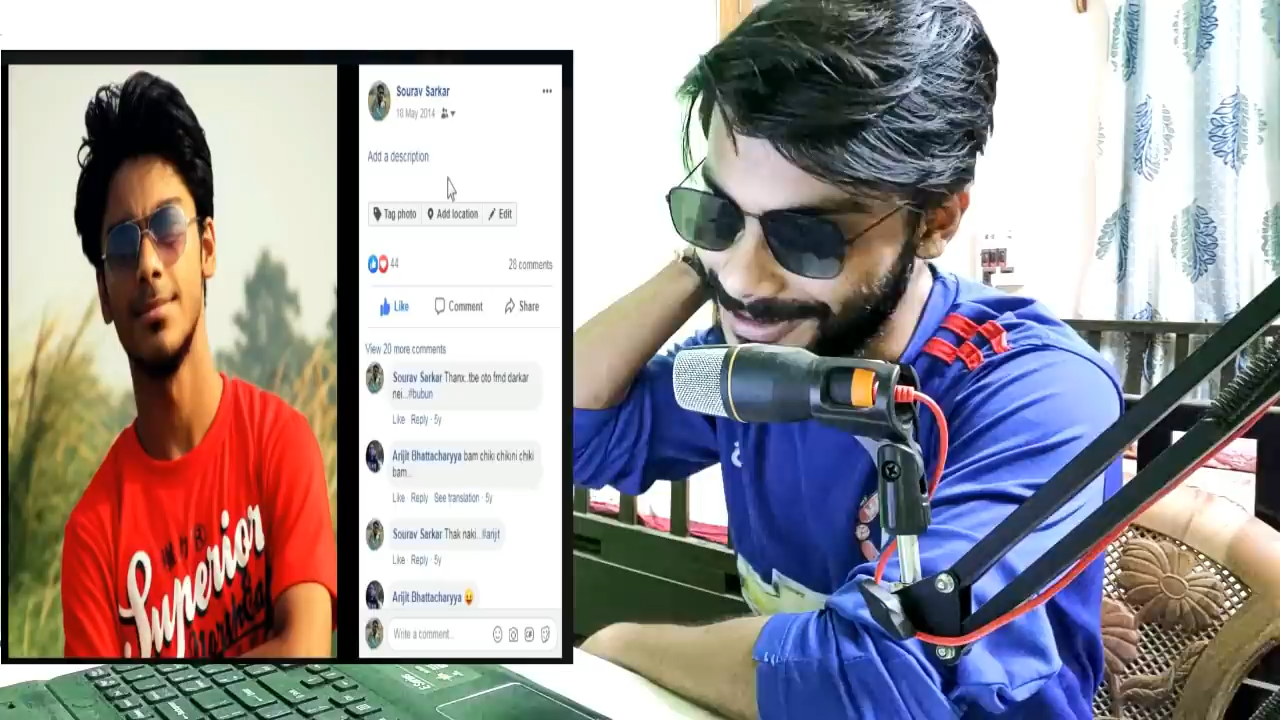 Superior
Sourav Sarkar
18 May 2014
Add a description
Tag photo Add location Edit
44 28 comments
Like Comment Share
View 20 more comments
Sourav Sarkar Thanx..tbe oto fmd darkar
nei...#bubun
Like Reply · 5y
Arijit Bhattacharyya bam chiki chikini chiki
bam...
Like Reply See translation · 5y
Sourav Sarkar Thak naki...#arijit
Like Reply · 5y
Arijit Bhattacharyya 😛
Write a comment...